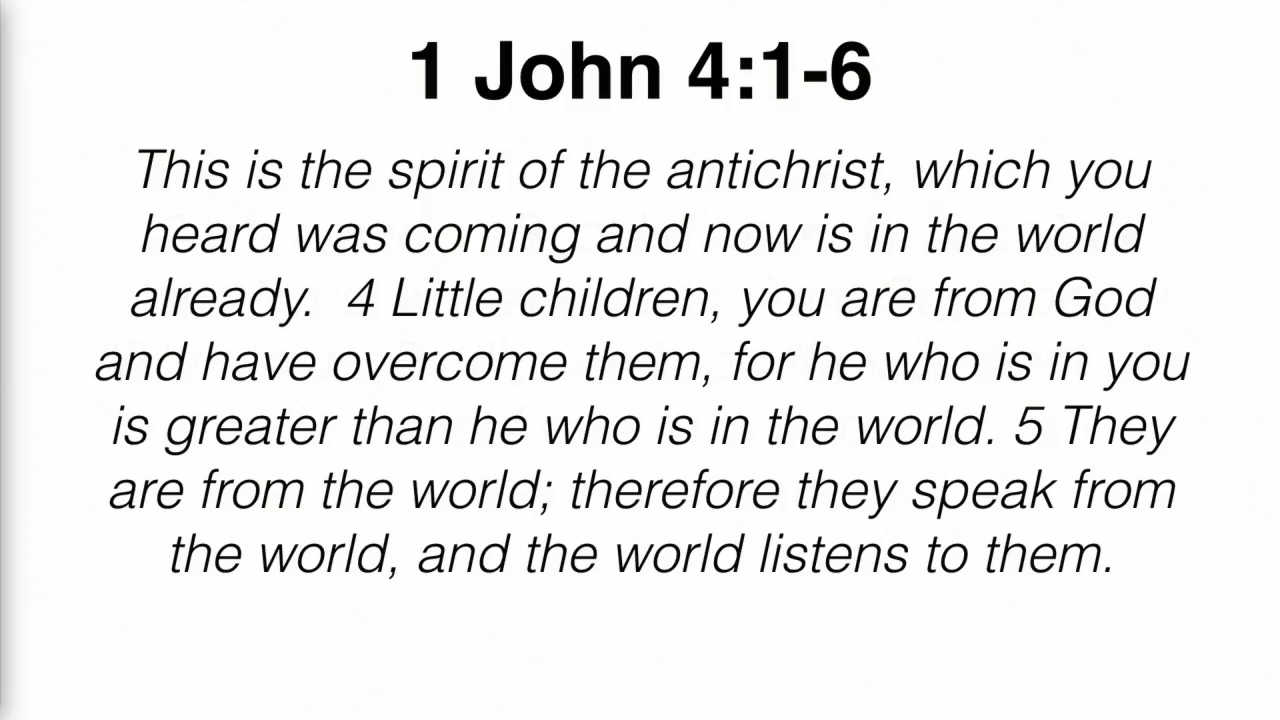 1 John 4:1-6
This is the spirit of the antichrist, which you
heard was coming and now is in the world
already.  4 Little children, you are from God
and have overcome them, for he who is in you
is greater than he who is in the world. 5 They
are from the world; therefore they speak from
the world, and the world listens to them.